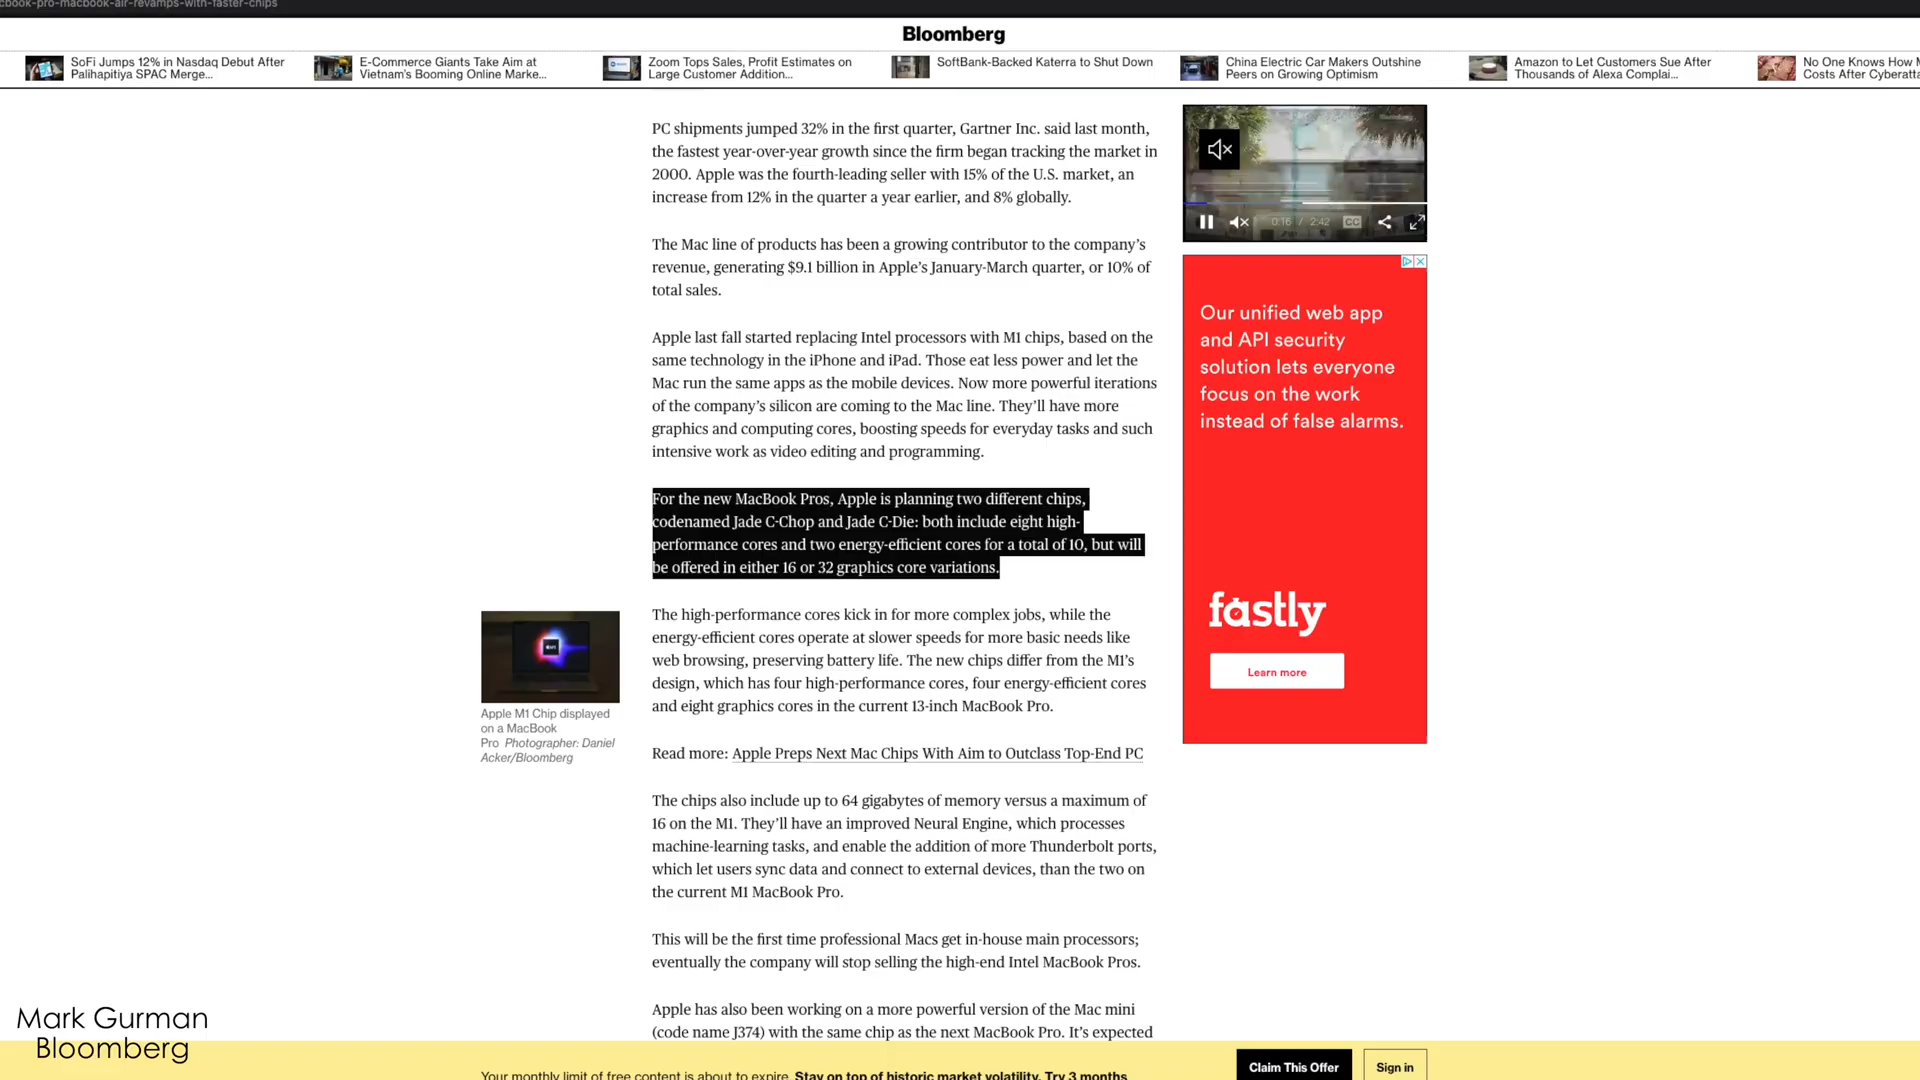 cbook-pro-macbook-air-revamps-with-faster-chips
Bloomberg
SoFi Jumps 12% in Nasdaq Debut After
Palihapitiya SPAC Merge...
E-Commerce Giants Take Aim at
Vietnam's Booming Online Marke...
Zoom Tops Sales, Profit Estimates on
Large Customer Addition...
SoftBank-Backed Katerra to Shut Down
China Electric Car Makers Outshine
Peers on Growing Optimism
Amazon to Let Customers Sue After
Thousands of Alexa Complai...
No One Knows How M
Costs After Cyberatta
PC shipments jumped 32% in the first quarter, Gartner Inc. said last month,
the fastest year-over-year growth since the firm began tracking the market in
2000. Apple was the fourth-leading seller with 15% of the U.S. market, an
increase from 12% in the quarter a year earlier, and 8% globally.
The Mac line of products has been a growing contributor to the company's
revenue, generating $9.1 billion in Apple's January-March quarter, or 10% of
total sales.
Apple last fall started replacing Intel processors with M1 chips, based on the
same technology in the iPhone and iPad. Those eat less power and let the
Mac run the same apps as the mobile devices. Now more powerful iterations
of the company's silicon are coming to the Mac line. They'll have more
graphics and computing cores, boosting speeds for everyday tasks and such
intensive work as video editing and programming.
For the new MacBook Pros, Apple is planning two different chips,
codenamed Jade C-Chop and Jade C-Die: both include eight high-
performance cores and two energy-efficient cores for a total of 10, but will
be offered in either 16 or 32 graphics core variations.
The high-performance cores kick in for more complex jobs, while the
energy-efficient cores operate at slower speeds for more basic needs like
web browsing, preserving battery life. The new chips differ from the M1's
design, which has four high-performance cores, four energy-efficient cores
and eight graphics cores in the current 13-inch MacBook Pro.
Read more: Apple Preps Next Mac Chips With Aim to Outclass Top-End PC
The chips also include up to 64 gigabytes of memory versus a maximum of
16 on the M1. They'll have an improved Neural Engine, which processes
machine-learning tasks, and enable the addition of more Thunderbolt ports,
which let users sync data and connect to external devices, than the two on
the current M1 MacBook Pro.
This will be the first time professional Macs get in-house main processors;
eventually the company will stop selling the high-end Intel MacBook Pros.
Apple has also been working on a more powerful version of the Mac mini
(code name J374) with the same chip as the next MacBook Pro. It's expected
Apple M1 Chip displayed
on a MacBook
Pro Photographer: Daniel
Acker/Bloomberg
0:16 / 2:42 CC
Our unified web app
and API security
solution lets everyone
focus on the work
instead of false alarms.
fastly
Learn more
Mark Gurman
Bloomberg
Your monthly limit of free content is about to expire. Stay on top of historic market volatility. Try 3 months
Claim This Offer
Sign in